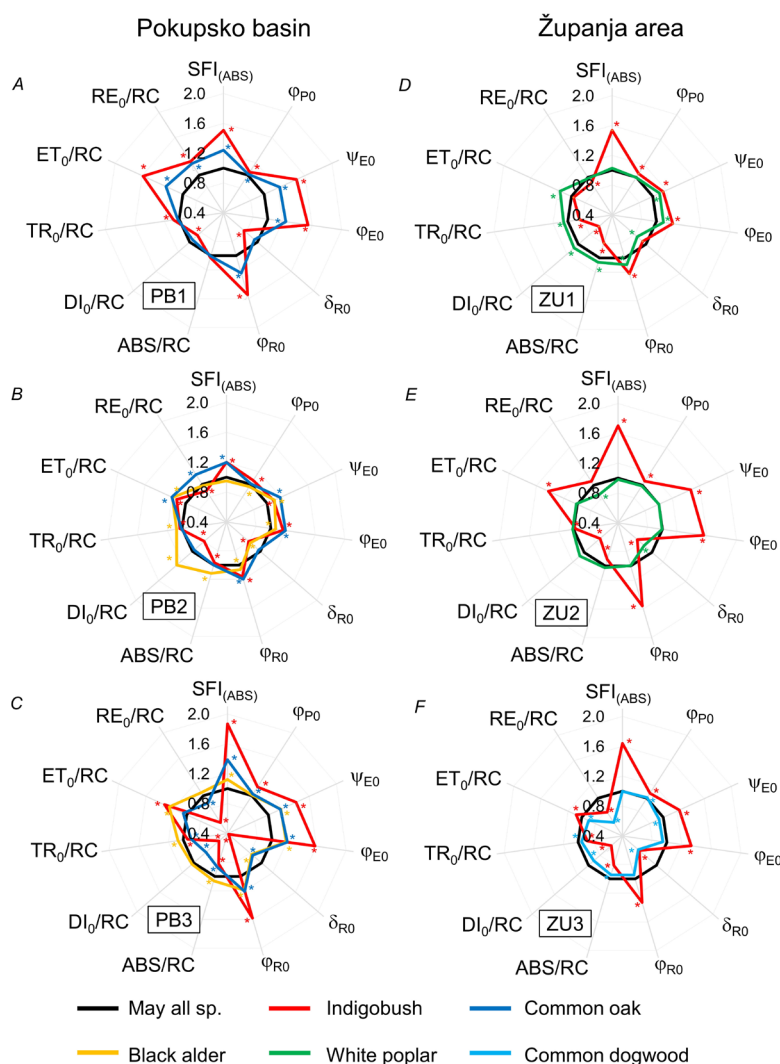 Pokupsko basin
Županja area
A
SFI(ABS)
φP0
ψE0
φE0
δR0
φR0
ABS/RC
DI0/RC
TR0/RC
ET0/RC
RE0/RC
2.0
1.6
1.2
0.8
0.4
PB1
D
SFI(ABS)
φP0
ψE0
φE0
δR0
φR0
ABS/RC
DI0/RC
TR0/RC
ET0/RC
RE0/RC
2.0
1.6
1.2
0.8
0.4
ZU1
B
SFI(ABS)
φP0
ψE0
φE0
δR0
φR0
ABS/RC
DI0/RC
TR0/RC
ET0/RC
RE0/RC
2.0
1.6
1.2
0.8
0.4
PB2
E
SFI(ABS)
φP0
ψE0
φE0
δR0
φR0
ABS/RC
DI0/RC
TR0/RC
ET0/RC
RE0/RC
2.0
1.6
1.2
0.8
0.4
ZU2
C
SFI(ABS)
φP0
ψE0
φE0
δR0
φR0
ABS/RC
DI0/RC
TR0/RC
ET0/RC
RE0/RC
2.0
1.6
1.2
0.8
0.4
PB3
F
SFI(ABS)
φP0
ψE0
φE0
δR0
φR0
ABS/RC
DI0/RC
TR0/RC
ET0/RC
RE0/RC
2.0
1.6
1.2
0.8
0.4
ZU3
May all sp.
Indigobush
Common oak
Black alder
White poplar
Common dogwood